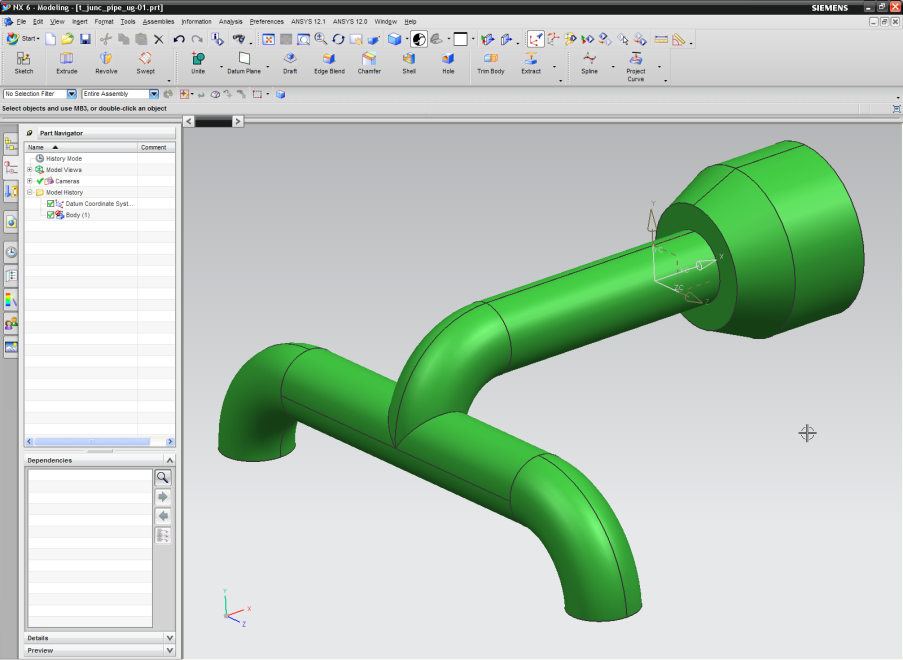 NX 6 - Modeling - [t_junc_pipe_ug-01.prt] SIEMENS
File Edit View Insert Format Tools Assemblies Information Analysis Preferences ANSYS 12.1 ANSYS 12.0 Window Help
Start
Sketch Extrude Revolve Swept Unite Datum Plane Draft Edge Blend Chamfer Shell Hole Trim Body Extract Spline Project Curve
No Selection Filter Entire Assembly
Select objects and use MB3, or double-click an object
Part Navigator
Name Comment
History Mode
Model Views
Cameras
Model History
Datum Coordinate Syst...
Body (1)
Dependencies
Details
Preview
Y
X
ZC
Z
Y
X
Z